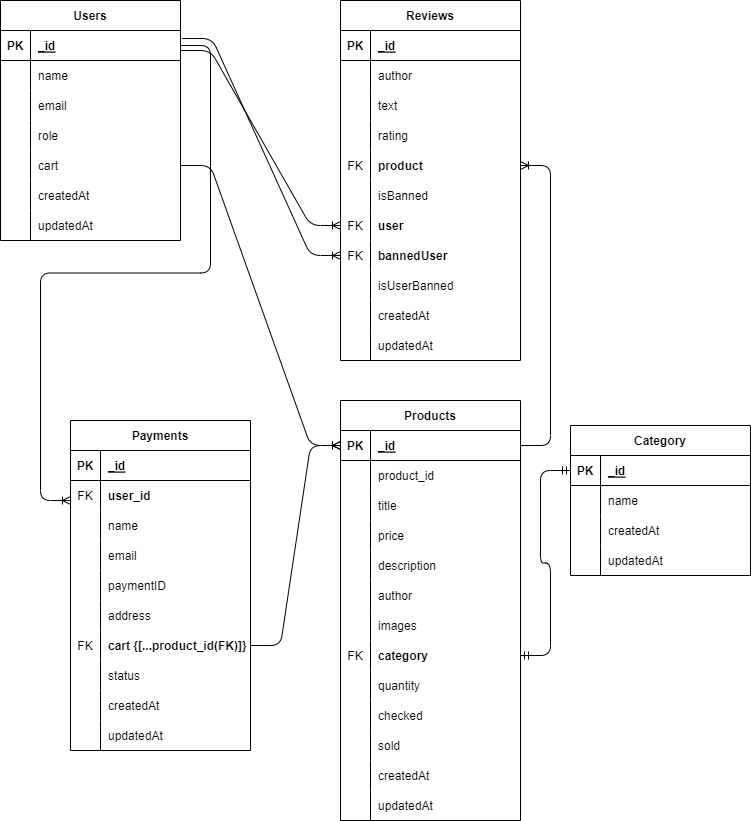 Users
PK _id
name
email
role
cart
createdAt
updatedAt
Reviews
PK _id
author
text
rating
FK product
isBanned
FK user
FK bannedUser
isUserBanned
createdAt
updatedAt
Payments
PK _id
FK user_id
name
email
paymentID
address
FK cart {[...product_id(FK)]}
status
createdAt
updatedAt
Products
PK _id
product_id
title
price
description
author
images
FK category
quantity
checked
sold
createdAt
updatedAt
Category
PK _id
name
createdAt
updatedAt